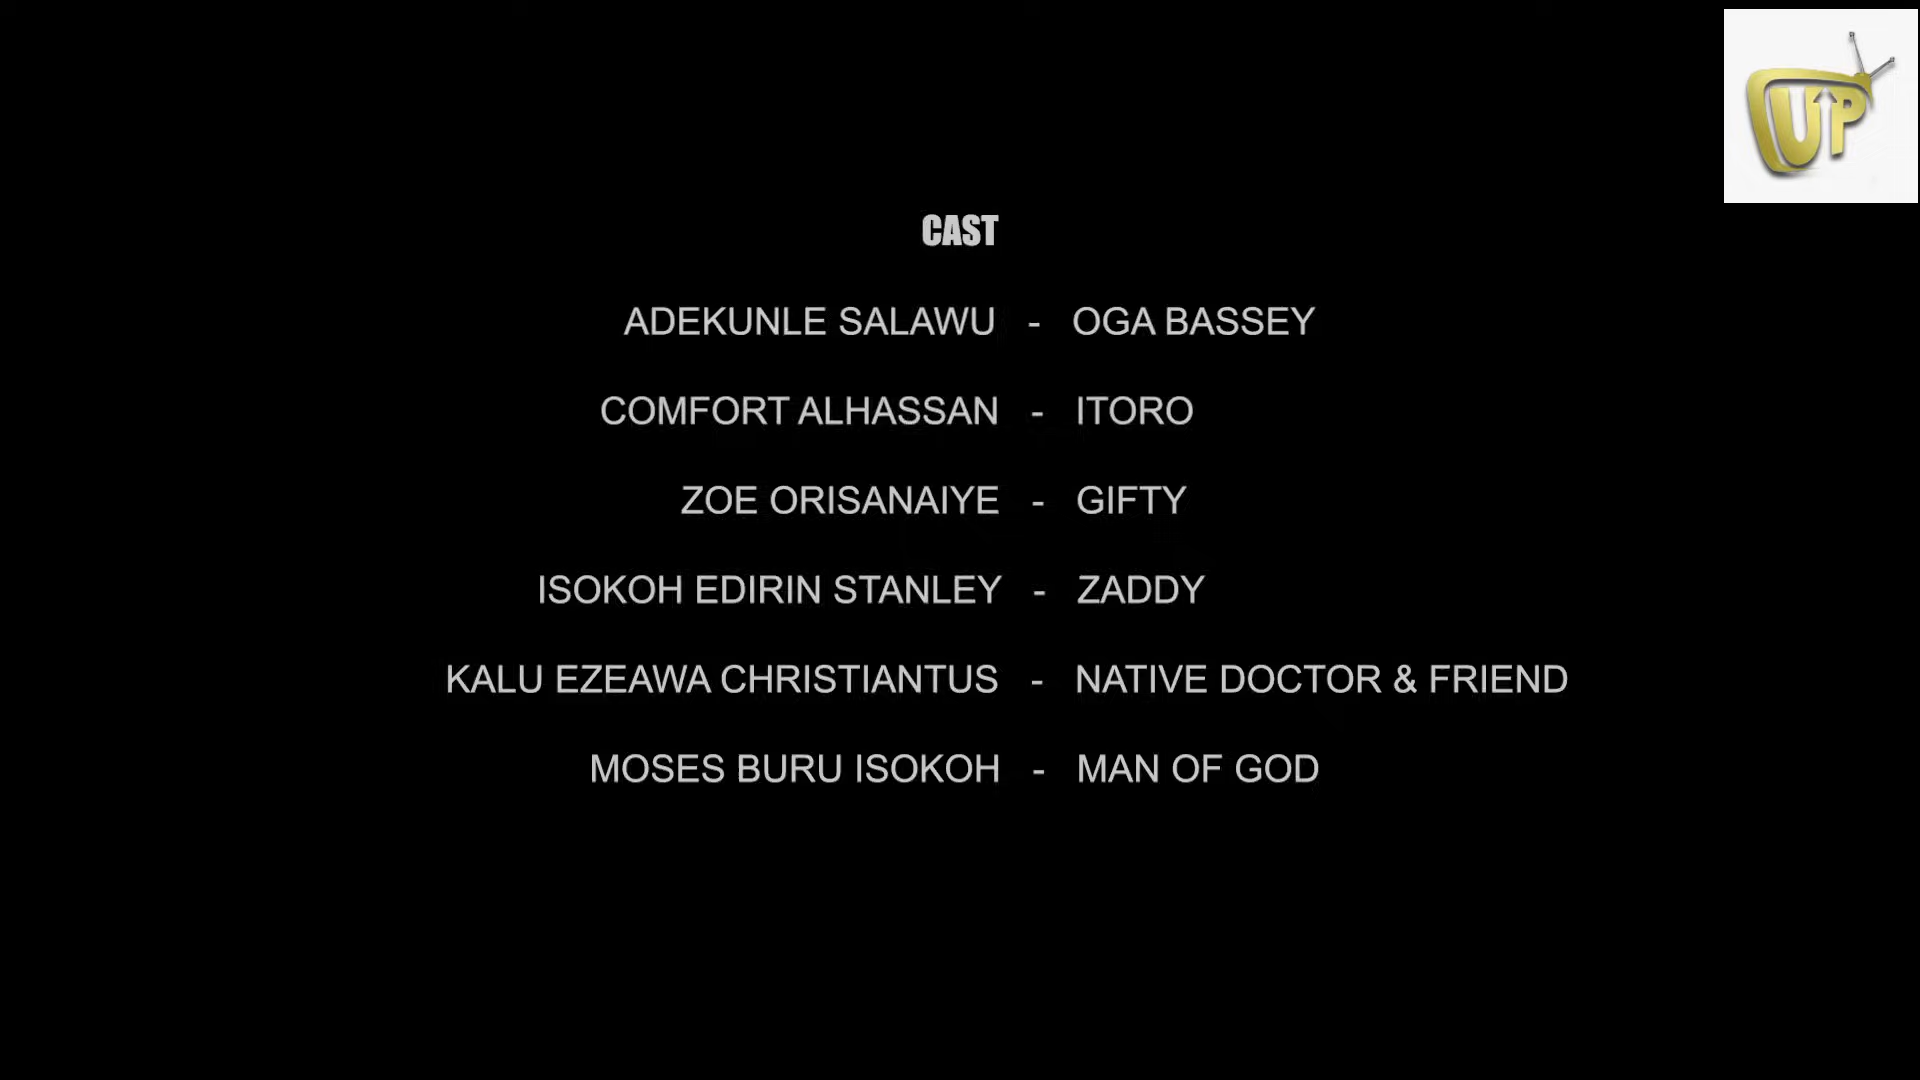 UP
CAST
ADEKUNLE SALAWU - OGA BASSEY
COMFORT ALHASSAN - ITORO
ZOE ORISANAIYE - GIFTY
ISOKOH EDIRIN STANLEY - ZADDY
KALU EZEAWA CHRISTIANTUS - NATIVE DOCTOR & FRIEND
MOSES BURU ISOKOH - MAN OF GOD